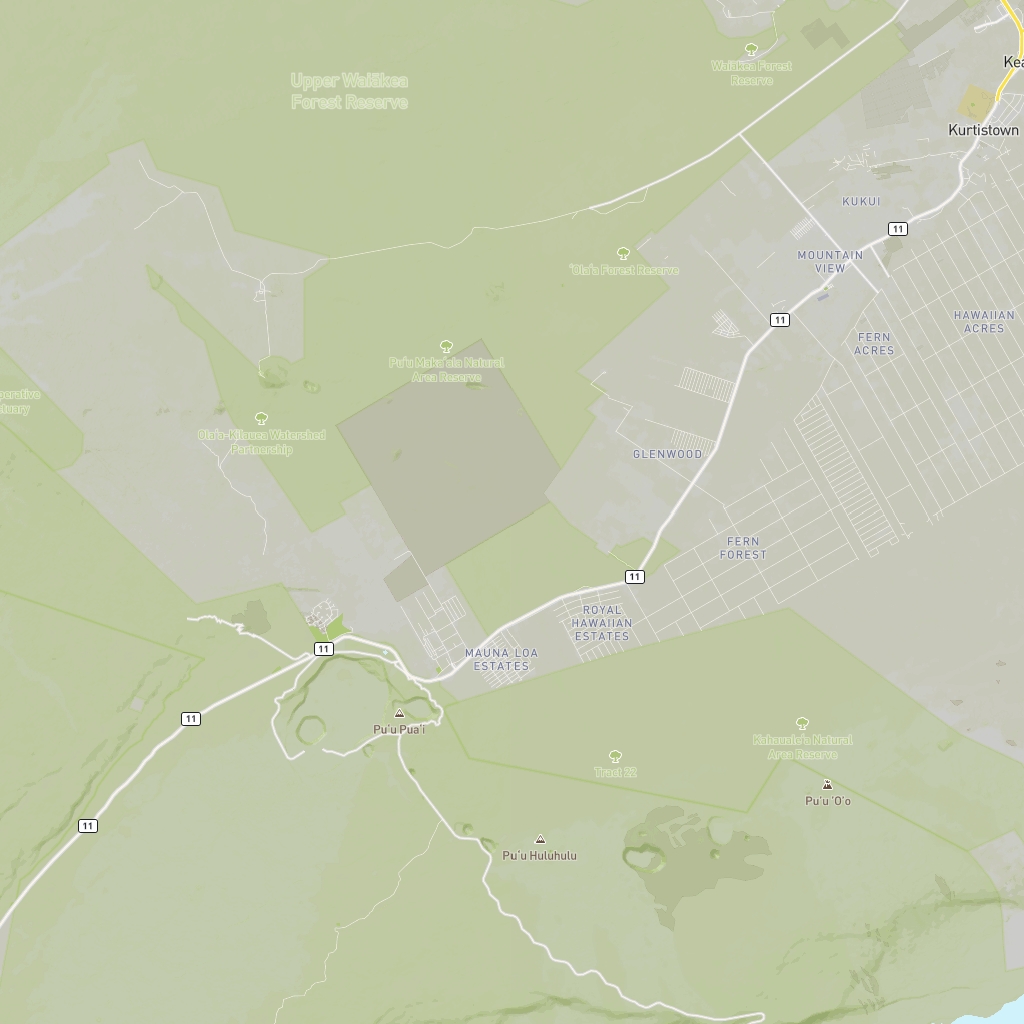 Upper Waiākea
Forest Reserve
Waiākea Forest
Reserve
Kea
Kurtistown
KUKUI
11
MOUNTAIN
VIEW
'Ola'a Forest Reserve
11
HAWAIIAN
ACRES
FERN
ACRES
Pu'u Maka'ala Natural
Area Reserve
perative
ctuary
Ola'a-Kilauea Watershed
Partnership
GLENWOOD
FERN
FOREST
11
ROYAL
HAWAIIAN
ESTATES
11
MAUNA LOA
ESTATES
11
Pu'u Pua'i
Kahauale'a Natural
Area Reserve
Tract 22
Pu'u 'O'o
11
Pu'u Huluhulu